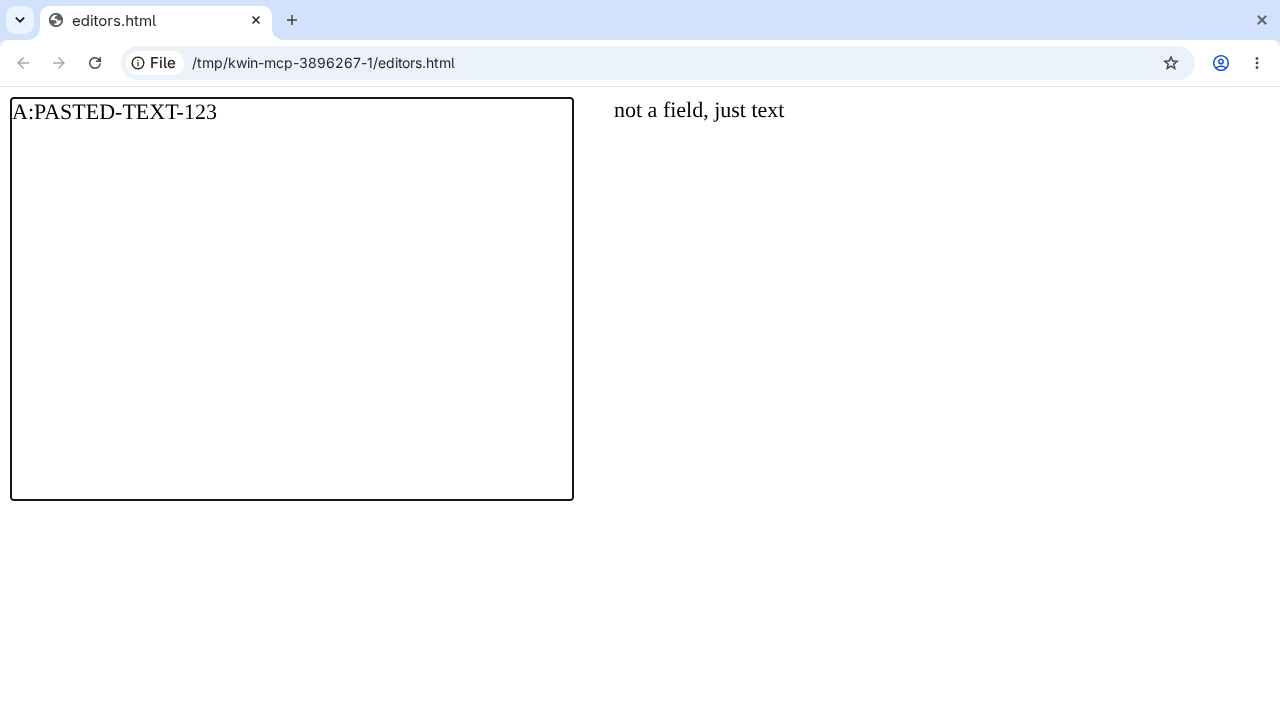 editors.html
File
/tmp/kwin-mcp-3896267-1/editors.html
A:PASTED-TEXT-123
not a field, just text